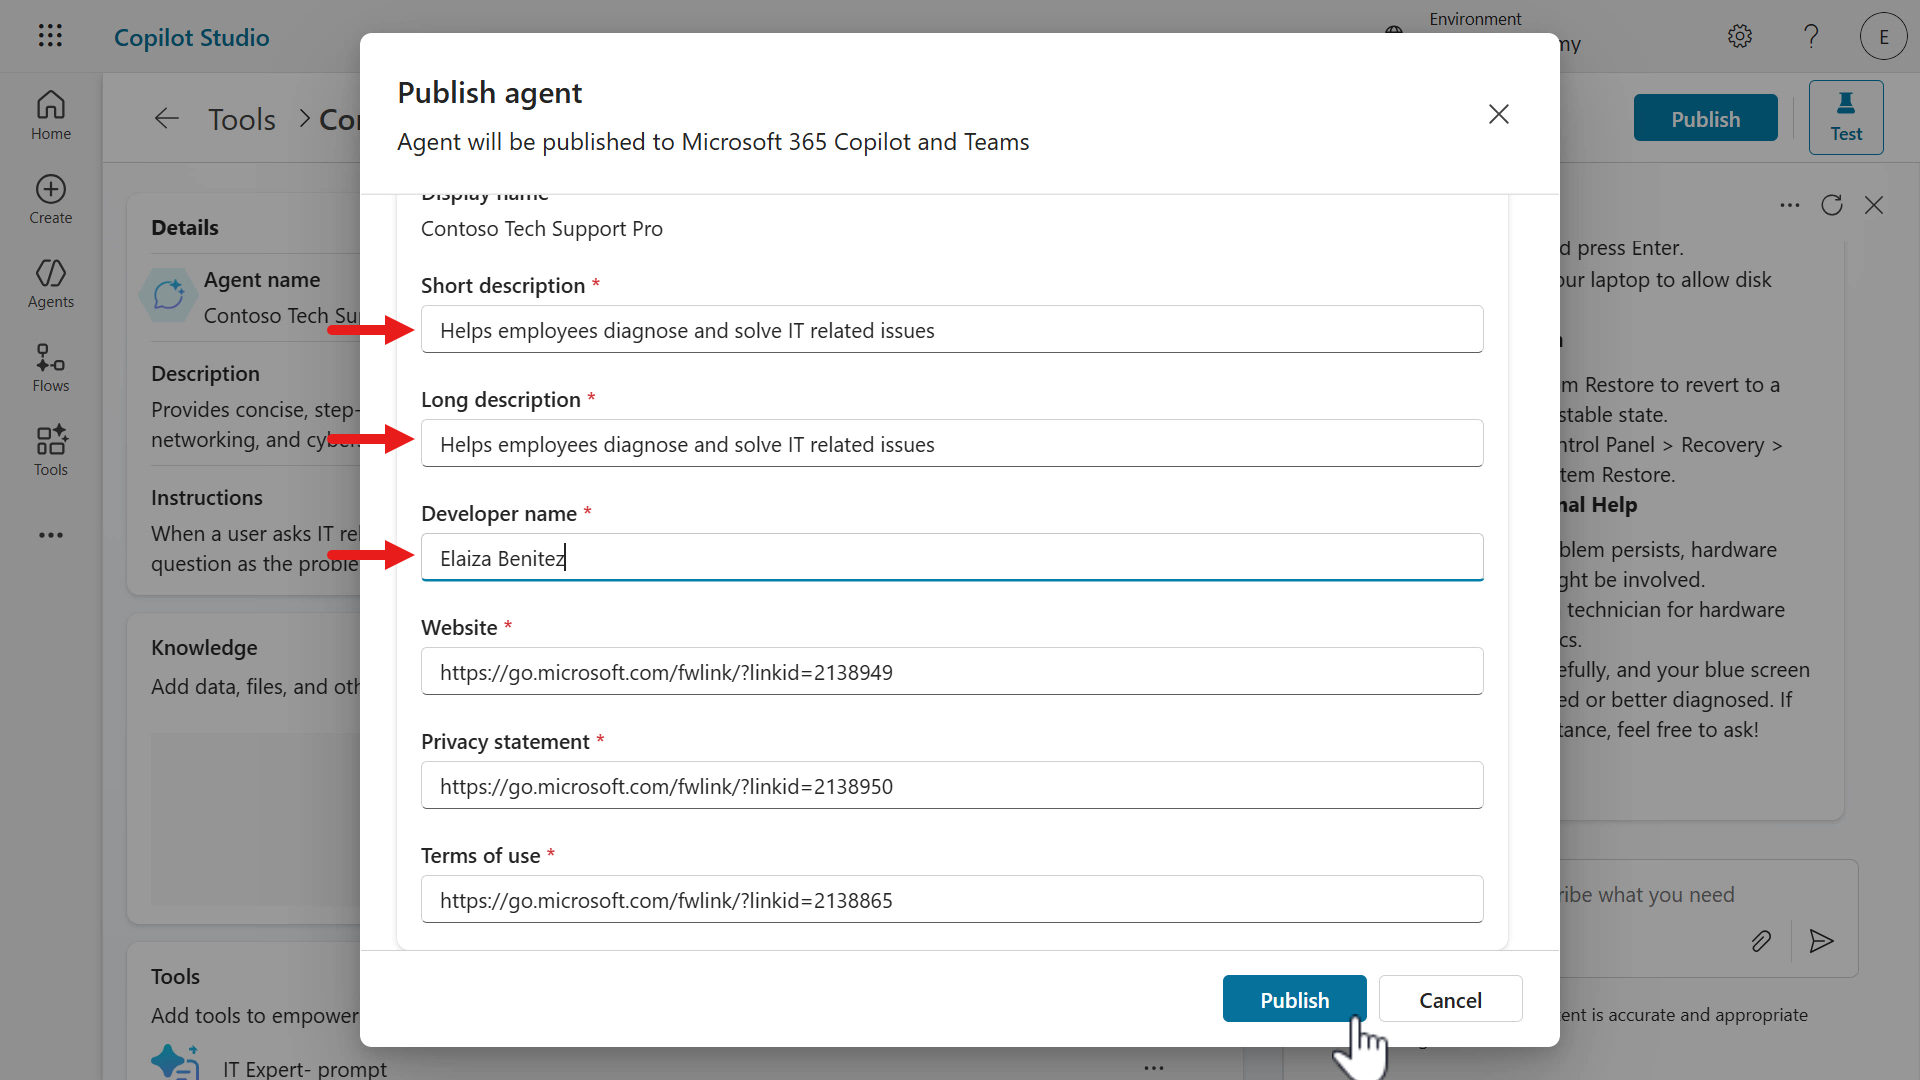 Copilot Studio
Environment
my
E
Home
Create
Agents
Flows
Tools
Tools > Con
Publish
Test
Details
Agent name
Contoso Tech Su
Description
Provides concise, step-
networking, and cyber
Instructions
When a user asks IT rel
question as the proble
Knowledge
Add data, files, and oth
Tools
Add tools to empower
IT Expert- prompt
Publish agent
Agent will be published to Microsoft 365 Copilot and Teams
Display name
Contoso Tech Support Pro
Short description *
Helps employees diagnose and solve IT related issues
Long description *
Helps employees diagnose and solve IT related issues
Developer name *
Elaiza Benitez
Website *
https://go.microsoft.com/fwlink/?linkid=2138949
Privacy statement *
https://go.microsoft.com/fwlink/?linkid=2138950
Terms of use *
https://go.microsoft.com/fwlink/?linkid=2138865
Publish
Cancel
d press Enter.
our laptop to allow disk
m Restore to revert to a
stable state.
ntrol Panel > Recovery >
tem Restore.
nal Help
blem persists, hardware
ght be involved.
technician for hardware
cs.
efully, and your blue screen
ed or better diagnosed. If
tance, feel free to ask!
ribe what you need
ent is accurate and appropriate